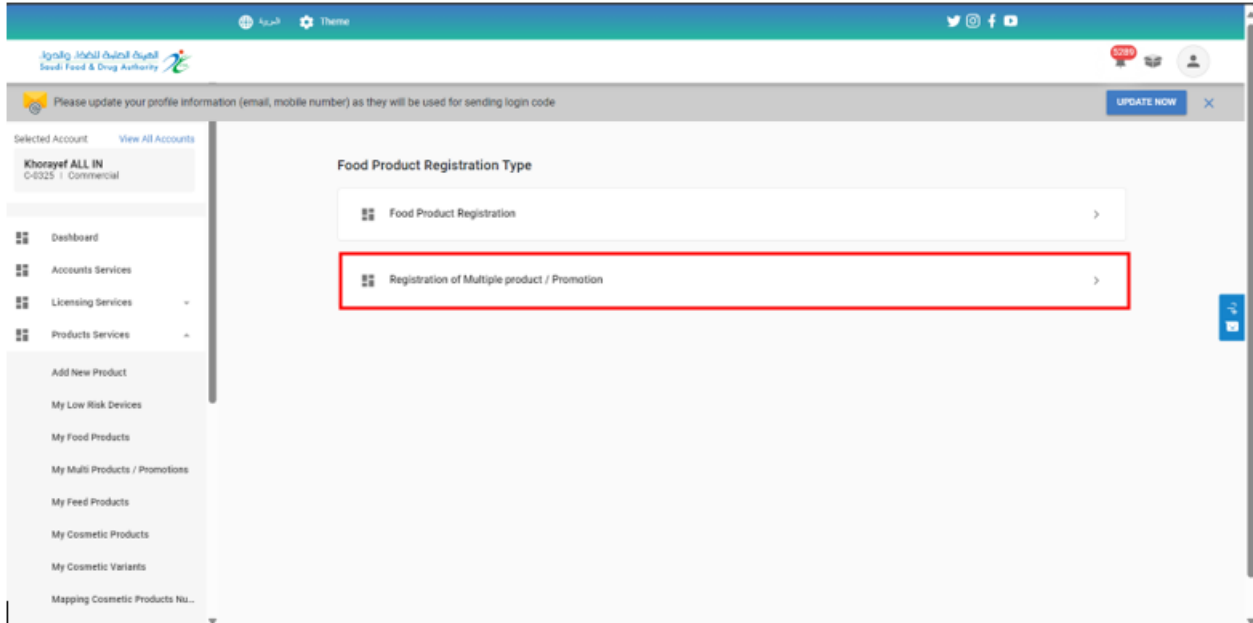 العربية
Theme
الهيئة العامة للغذاء والدواء
Saudi Food & Drug Authority
5289
Please update your profile information (email, mobile number) as they will be used for sending login code
UPDATE NOW
Selected Account View All Accounts
Khorayef ALL IN
C-0325 | Commercial
Food Product Registration Type
Food Product Registration
Registration of Multiple product / Promotion
Dashboard
Accounts Services
Licensing Services
Products Services
Add New Product
My Low Risk Devices
My Food Products
My Multi Products / Promotions
My Feed Products
My Cosmetic Products
My Cosmetic Variants
Mapping Cosmetic Products Nu...